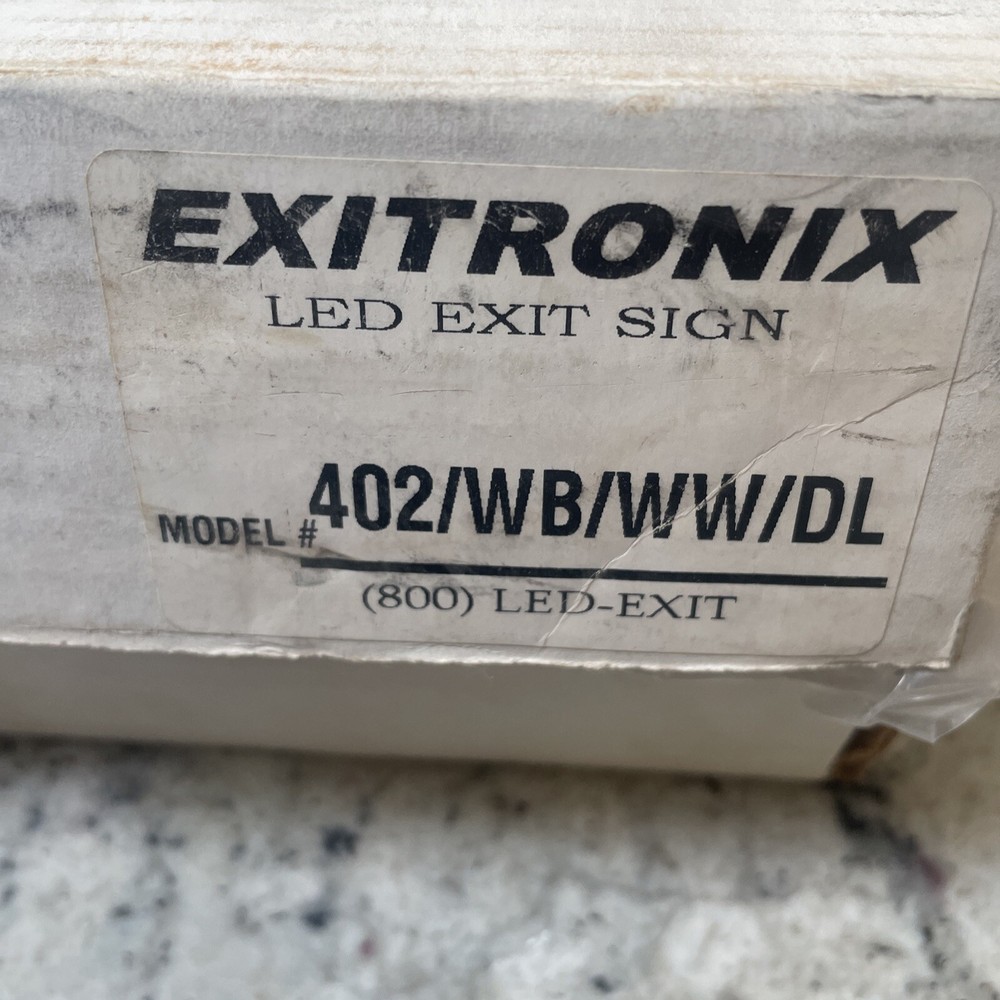 EXITRONIX
LED EXIT SIGN
MODEL # 402/WB/WW/DL
(800) LED-EXIT